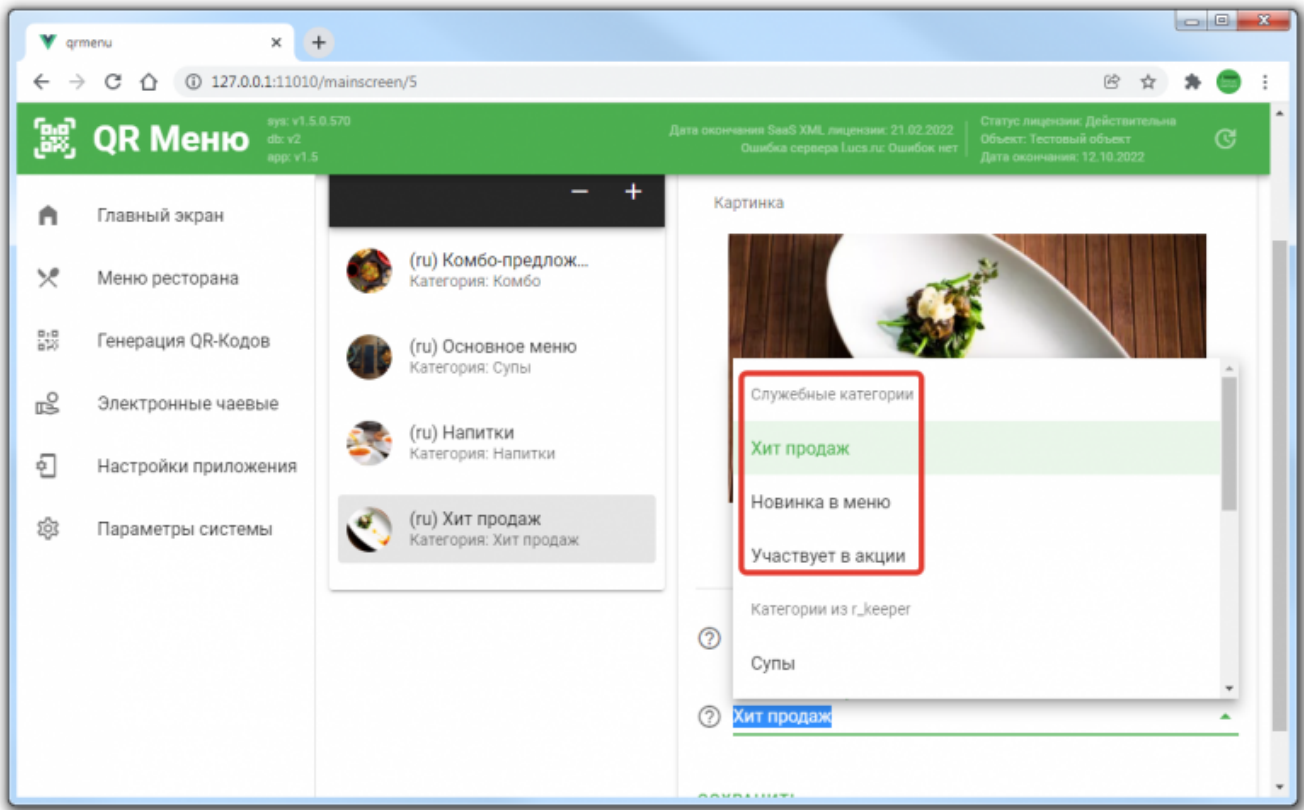 qrmenu
127.0.0.1:11010/mainscreen/5
QR Меню
sys: v1.5.0.570
db: v2
app: v1.5
Дата окончания SaaS XML лицензии: 21.02.2022
Ошибка сервера l.ucs.ru: Ошибок нет
Статус лицензии: Действительна
Объект: Тестовый объект
Дата окончания: 12.10.2022
Главный экран
Меню ресторана
Генерация QR-Кодов
Электронные чаевые
Настройки приложения
Параметры системы
(ru) Комбо-предлож...
Категория: Комбо
(ru) Основное меню
Категория: Супы
(ru) Напитки
Категория: Напитки
(ru) Хит продаж
Категория: Хит продаж
Картинка
Служебные категории
Хит продаж
Новинка в меню
Участвует в акции
Категории из r_keeper
Супы
Хит продаж